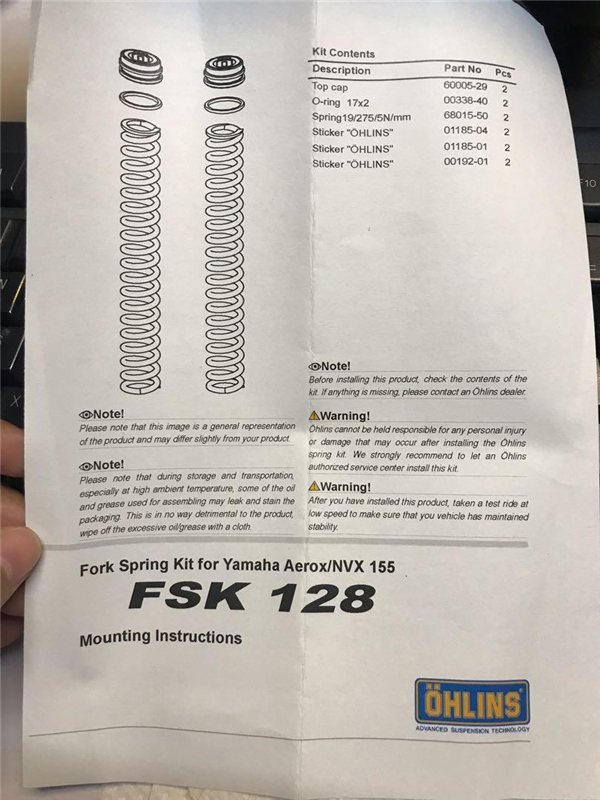 Kit Contents
Description Part No Pcs
Top cap 60005-29 2
O-ring 17x2 00338-40 2
Spring19/275/5N/mm 68015-50 2
Sticker "ÖHLINS" 01185-04 2
Sticker "ÖHLINS" 01185-01 2
Sticker "ÖHLINS" 00192-01 2
Note!
Before installing this product, check the contents of the
kit. If anything is missing, please contact an Öhlins dealer.
Warning!
Öhlins cannot be held responsible for any personal injury
or damage that may occur after installing the Öhlins
spring kit. We strongly recommend to let an Öhlins
authorized service center install this kit.
Warning!
After you have installed this product, taken a test ride at
low speed to make sure that you vehicle has maintained
stability.
Note!
Please note that this image is a general representation
of the product and may differ slightly from your product.
Note!
Please note that during storage and transportation,
especially at high ambient temperature, some of the oil
and grease used for assembling may leak and stain the
packaging. This is in no way detrimental to the product,
wipe off the excessive oil/grease with a cloth.
Fork Spring Kit for Yamaha Aerox/NVX 155
FSK 128
Mounting Instructions
ÖHLINS
ADVANCED SUSPENSION TECHNOLOGY
F10
X